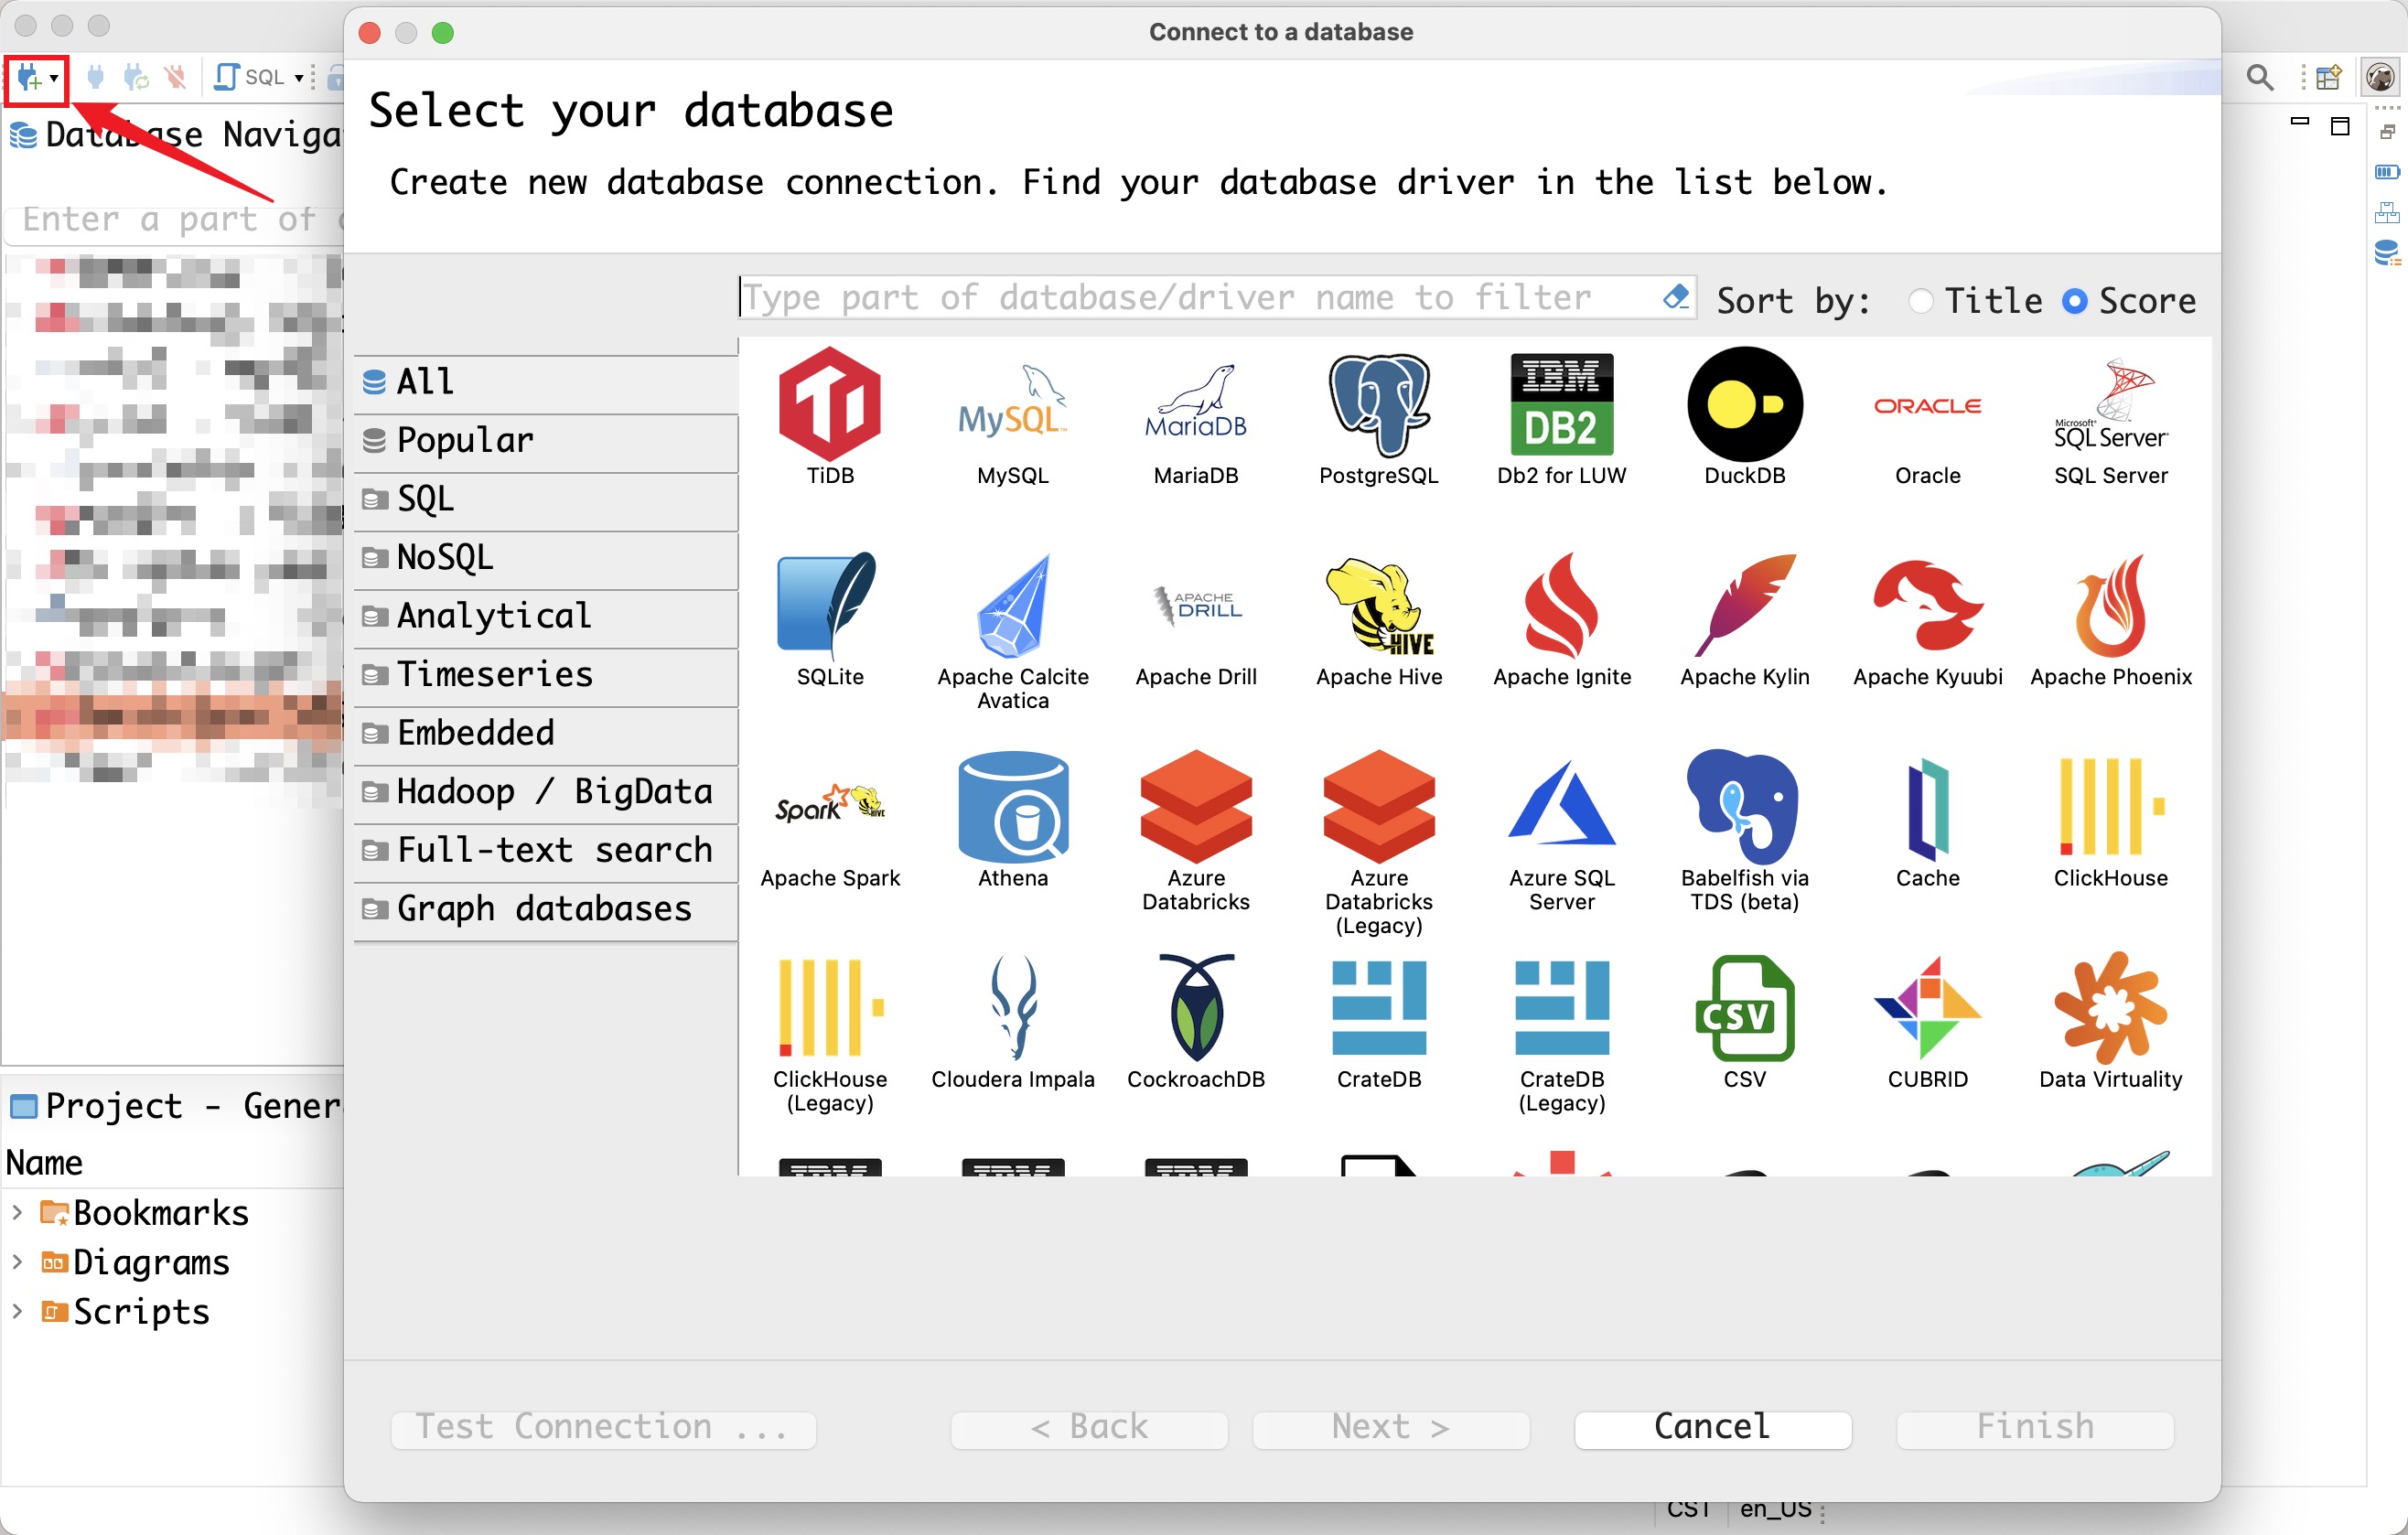 Connect to a database
SQL
Select your database
Create new database connection. Find your database driver in the list below.
Database Naviga
Enter a part of
Type part of database/driver name to filter
Sort by:
Title
Score
All
Popular
SQL
NoSQL
Analytical
Timeseries
Embedded
Hadoop / BigData
Full-text search
Graph databases
MySQL
MariaDB
IBM
DB2
ORACLE
Microsoft
SQL Server
TiDB
MySQL
MariaDB
PostgreSQL
Db2 for LUW
DuckDB
Oracle
SQL Server
APACHE
DRILL
HIVE
SQLite
Apache Calcite
Avatica
Apache Drill
Apache Hive
Apache Ignite
Apache Kylin
Apache Kyuubi
Apache Phoenix
Spark
HIVE
Apache Spark
Athena
Azure
Databricks
Azure
Databricks
(Legacy)
Azure SQL
Server
Babelfish via
TDS (beta)
Cache
ClickHouse
CSV
ClickHouse
(Legacy)
Cloudera Impala
CockroachDB
CrateDB
CrateDB
(Legacy)
CSV
CUBRID
Data Virtuality
IBM
IBM
IBM
Project - Gener
Name
Bookmarks
Diagrams
Scripts
Test Connection ...
< Back
Next >
Cancel
Finish
CST
en_US